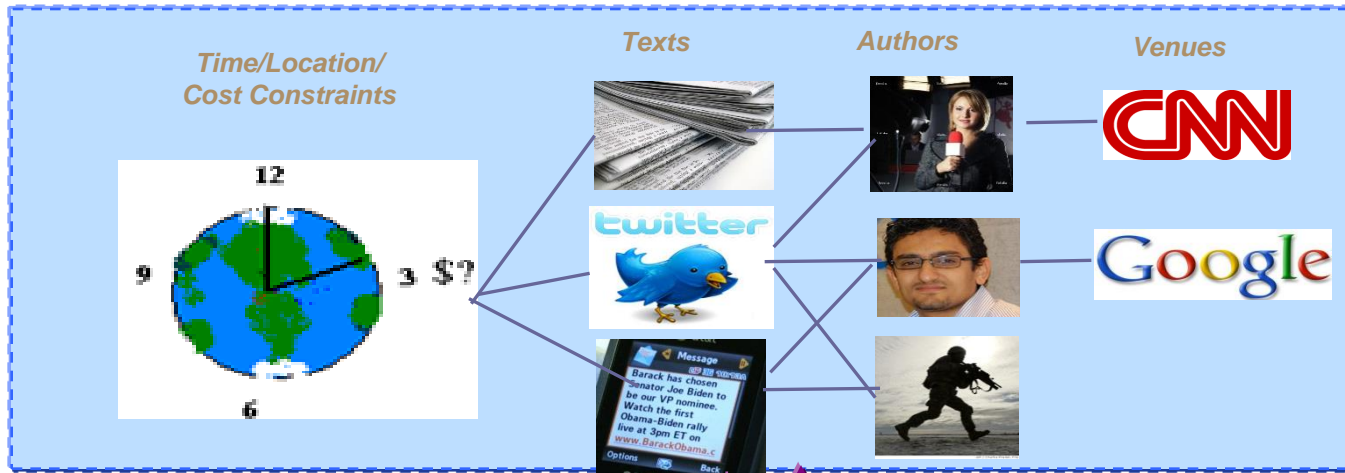 Time/Location/
Cost Constraints
Texts
Authors
Venues
12
9
3
$?
6
twitter
Message
Barack has chosen
Senator Joe Biden to
be our VP nominee.
Watch the first
Obama-Biden rally
live at 3pm ET on
www.BarackObama.c
Options
Back
CNN
Google